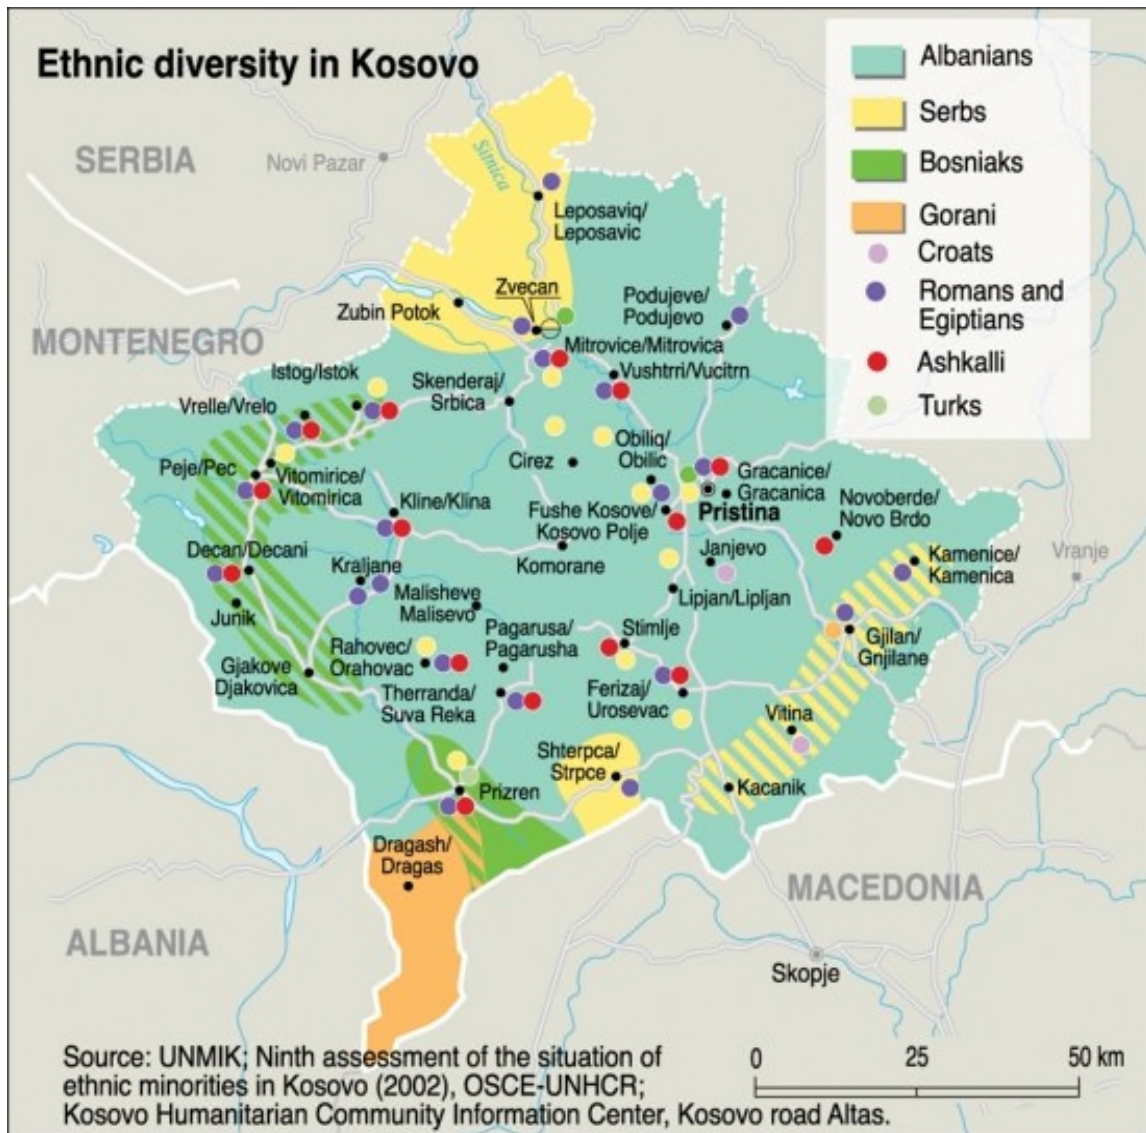 Ethnic diversity in Kosovo
Albanians
Serbs
Bosniaks
Gorani
Croats
Romans and
Egiptians
Ashkalli
Turks
SERBIA
Novi Pazar
Sitnica
Leposaviq/
Leposavic
Zvecan
Zubin Potok
Podujeve/
Podujevo
MONTENEGRO
Mitrovice/Mitrovica
Istog/Istok
Skenderaj/
Srbica
Vushtrri/Vucitrn
Vrelle/Vrelo
Obiliq/
Obilic
Cirez
Peje/Pec
Vitomirice/
Vitomirica
Gracanice/
Gracanica
Kline/Klina
Fushe Kosove/
Kosovo Polje
Pristina
Novoberde/
Novo Brdo
Decan/Decani
Kraljane
Komorane
Janjevo
Kamenice/
Kamenica
Vranje
Junik
Malisheve
Malisevo
Lipjan/Lipljan
Rahovec/
Orahovac
Pagarusa/
Pagarusha
Stimlje
Gjilan/
Gnjilane
Gjakove
Djakovica
Therranda/
Suva Reka
Ferizaj/
Urosevac
Vitina
Shterpca/
Strpce
Prizren
Kacanik
Dragash/
Dragas
MACEDONIA
ALBANIA
Skopje
Source: UNMIK; Ninth assessment of the situation of
ethnic minorities in Kosovo (2002), OSCE-UNHCR;
Kosovo Humanitarian Community Information Center, Kosovo road Altas.
0 25 50 km